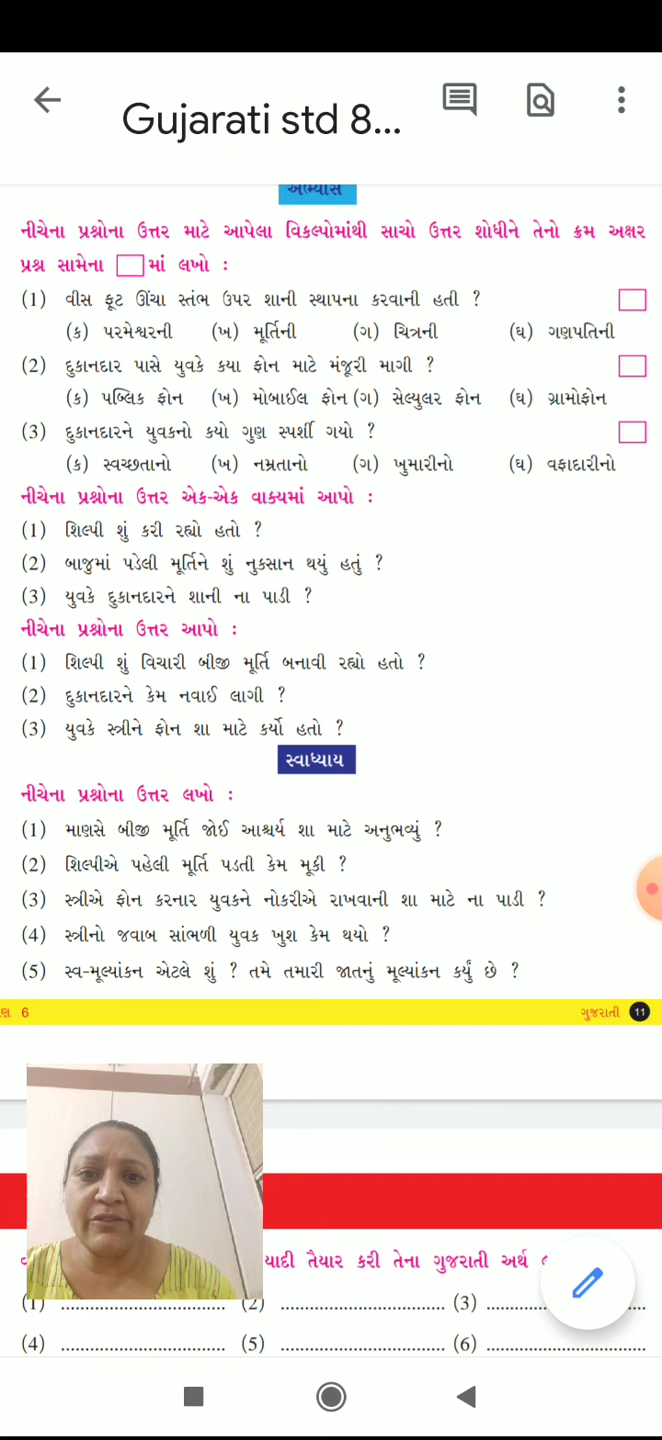 Gujarati std 8...
અભ્યાસ
નીચેના પ્રશ્નોના ઉત્તર માટે આપેલા વિકલ્પોમાંથી સાચો ઉત્તર શોધીને તેનો ક્રમ અક્ષર
પ્રશ્ન સામેના માં લખો :
(1) વીસ ફૂટ ઊંચા સ્તંભ ઉપર શાની સ્થાપના કરવાની હતી ?
(ક) પરમેશ્વરની (ખ) મૂર્તિની (ગ) ચિત્રની (ઘ) ગણપતિની
(2) દુકાનદાર પાસે યુવકે કયા ફોન માટે મંજૂરી માગી ?
(ક) પબ્લિક ફોન (ખ) મોબાઈલ ફોન (ગ) સેલ્યુલર ફોન (ઘ) ગ્રામોફોન
(3) દુકાનદારને યુવકનો કયો ગુણ સ્પર્શી ગયો ?
(ક) સ્વચ્છતાનો (ખ) નમ્રતાનો (ગ) ખુમારીનો (ઘ) વફાદારીનો
નીચેના પ્રશ્નોના ઉત્તર એક-એક વાક્યમાં આપો :
(1) શિલ્પી શું કરી રહ્યો હતો ?
(2) બાજુમાં પડેલી મૂર્તિને શું નુકસાન થયું હતું ?
(3) યુવકે દુકાનદારને શાની ના પાડી ?
નીચેના પ્રશ્નોના ઉત્તર આપો :
(1) શિલ્પી શું વિચારી બીજી મૂર્તિ બનાવી રહ્યો હતો ?
(2) દુકાનદારને કેમ નવાઈ લાગી ?
(3) યુવકે સ્ત્રીને ફોન શા માટે કર્યો હતો ?
સ્વાધ્યાય
નીચેના પ્રશ્નોના ઉત્તર લખો :
(1) માણસે બીજી મૂર્તિ જોઈ આશ્ચર્ય શા માટે અનુભવ્યું ?
(2) શિલ્પીએ પહેલી મૂર્તિ પડતી કેમ મૂકી ?
(3) સ્ત્રીએ ફોન કરનાર યુવકને નોકરીએ રાખવાની શા માટે ના પાડી ?
(4) સ્ત્રીનો જવાબ સાંભળી યુવક ખુશ કેમ થયો ?
(5) સ્વ-મૂલ્યાંકન એટલે શું ? તમે તમારી જાતનું મૂલ્યાંકન કર્યું છે ?
6 ગુજરાતી 11
યાદી તૈયાર કરી તેના ગુજરાતી અર્થ
(1) .................................. (2) .................................. (3) ............
(4) .................................. (5) .................................. (6) ..................................